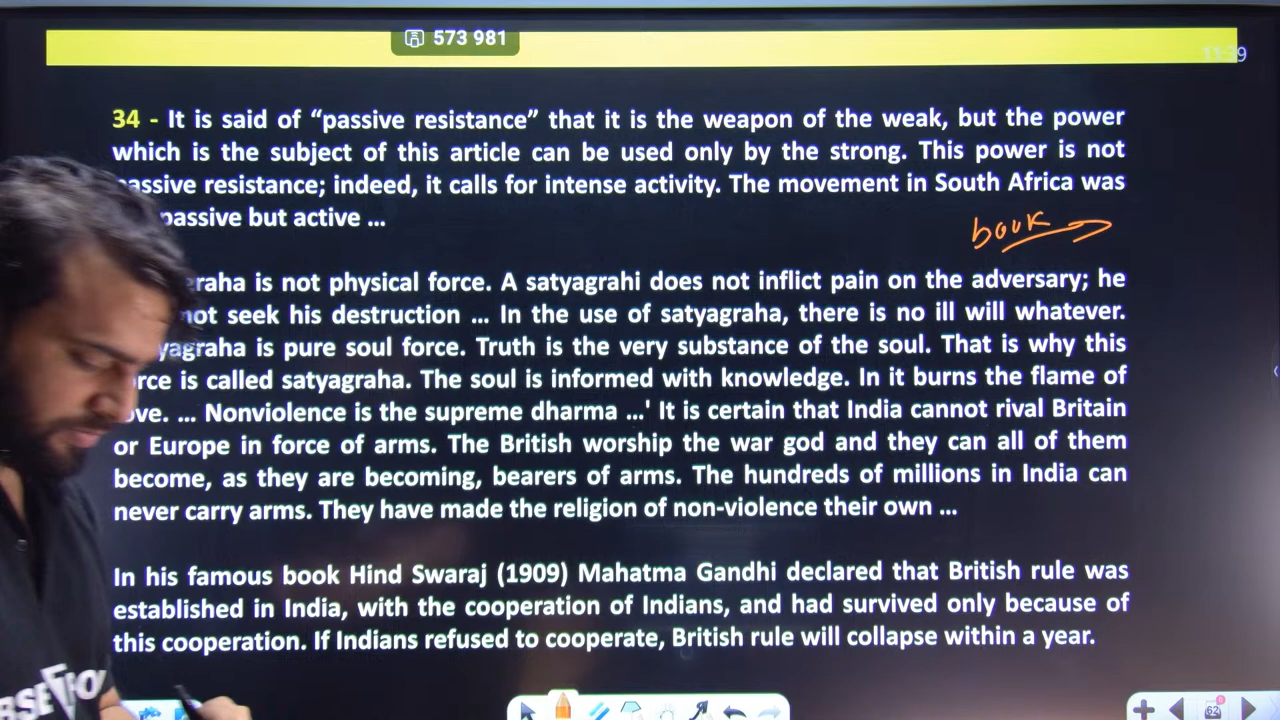 573 981
11:39
34 - It is said of “passive resistance” that it is the weapon of the weak, but the power
which is the subject of this article can be used only by the strong. This power is not
assive resistance; indeed, it calls for intense activity. The movement in South Africa was
passive but active ...
book
raha is not physical force. A satyagrahi does not inflict pain on the adversary; he
not seek his destruction ... In the use of satyagraha, there is no ill will whatever.
yagraha is pure soul force. Truth is the very substance of the soul. That is why this
rce is called satyagraha. The soul is informed with knowledge. In it burns the flame of
ove. ... Nonviolence is the supreme dharma ...' It is certain that India cannot rival Britain
or Europe in force of arms. The British worship the war god and they can all of them
become, as they are becoming, bearers of arms. The hundreds of millions in India can
never carry arms. They have made the religion of non-violence their own ...
In his famous book Hind Swaraj (1909) Mahatma Gandhi declared that British rule was
established in India, with the cooperation of Indians, and had survived only because of
this cooperation. If Indians refused to cooperate, British rule will collapse within a year.
62